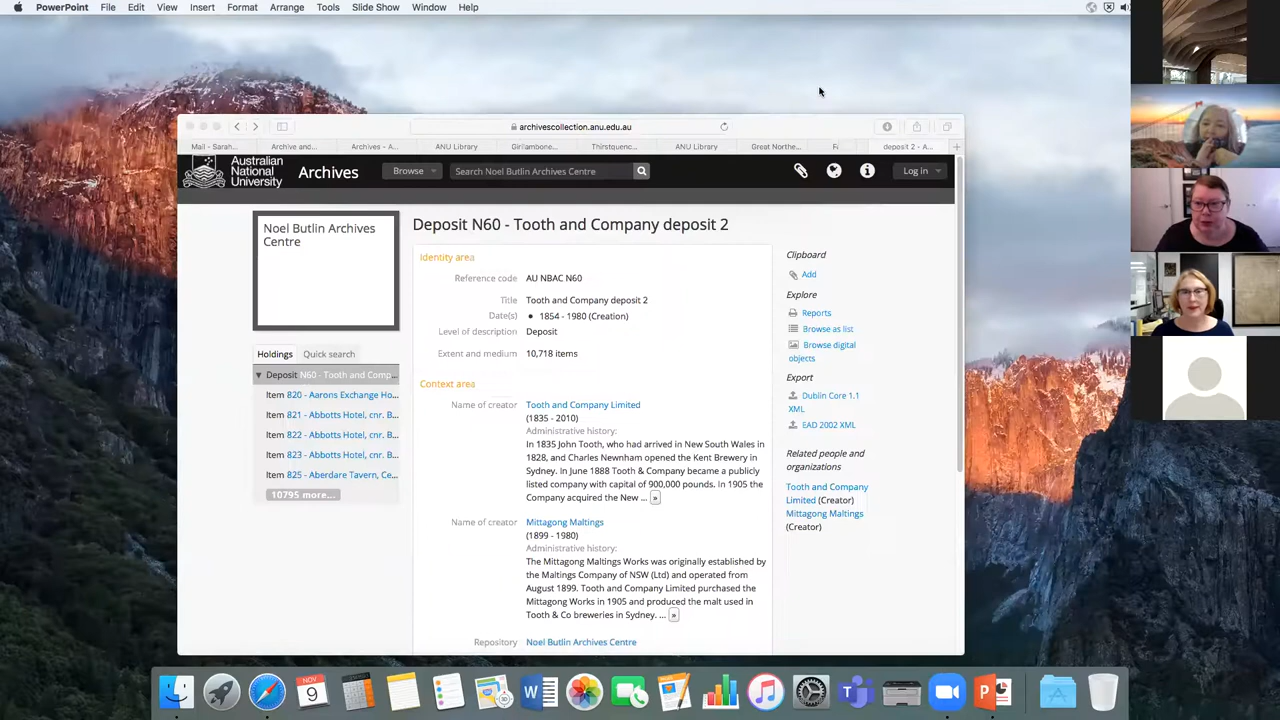 PowerPoint File Edit View Insert Format Arrange Tools Slide Show Window Help
archivescollection.anu.edu.au
Mail - Sarah... Archive and... Archives - A... ANU Library Girilambone... Thirstquenc... ANU Library Great Northe... deposit 2 - A...
Australian
National
University
Archives
Browse
Search Noel Butlin Archives Centre
Log in
Noel Butlin Archives
Centre
Holdings Quick search
Deposit N60 - Tooth and Comp...
Item 820 - Aarons Exchange Ho...
Item 821 - Abbotts Hotel, cnr. B...
Item 822 - Abbotts Hotel, cnr. B...
Item 823 - Abbotts Hotel, cnr. B...
Item 825 - Aberdare Tavern, Ce...
10795 more...
Deposit N60 - Tooth and Company deposit 2
Identity area
Reference code AU NBAC N60
Title Tooth and Company deposit 2
Date(s) • 1854 - 1980 (Creation)
Level of description Deposit
Extent and medium 10,718 items
Context area
Name of creator Tooth and Company Limited
(1835 - 2010)
Administrative history:
In 1835 John Tooth, who had arrived in New South Wales in
1828, and Charles Newnham opened the Kent Brewery in
Sydney. In June 1888 Tooth & Company became a publicly
listed company with capital of 900,000 pounds. In 1905 the
Company acquired the New ... »
Name of creator Mittagong Maltings
(1899 - 1980)
Administrative history:
The Mittagong Maltings Works was originally established by
the Maltings Company of NSW (Ltd) and operated from
August 1899. Tooth and Company Limited purchased the
Mittagong Works in 1905 and produced the malt used in
Tooth & Co breweries in Sydney. ... »
Repository Noel Butlin Archives Centre
Clipboard
Add
Explore
Reports
Browse as list
Browse digital
objects
Export
Dublin Core 1.1
XML
EAD 2002 XML
Related people and
organizations
Tooth and Company
Limited (Creator)
Mittagong Maltings
(Creator)
NOV
9